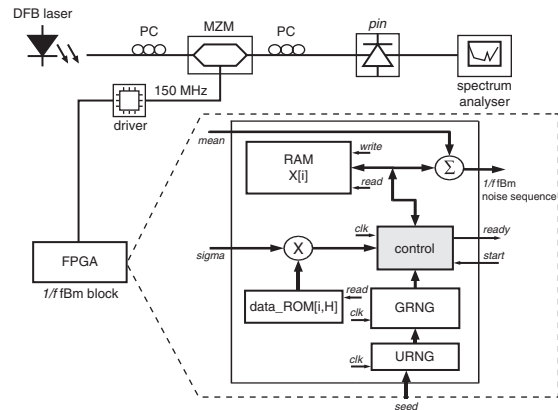 DFB laser
PC
MZM
PC
pin
spectrum
analyser
150 MHz
driver
FPGA
1/f fBm block
mean
RAM
X[i]
write
read
Σ
1/f fBm
noise sequence
clk
control
ready
start
sigma
X
data_ROM[i,H]
read
clk
GRNG
clk
URNG
seed